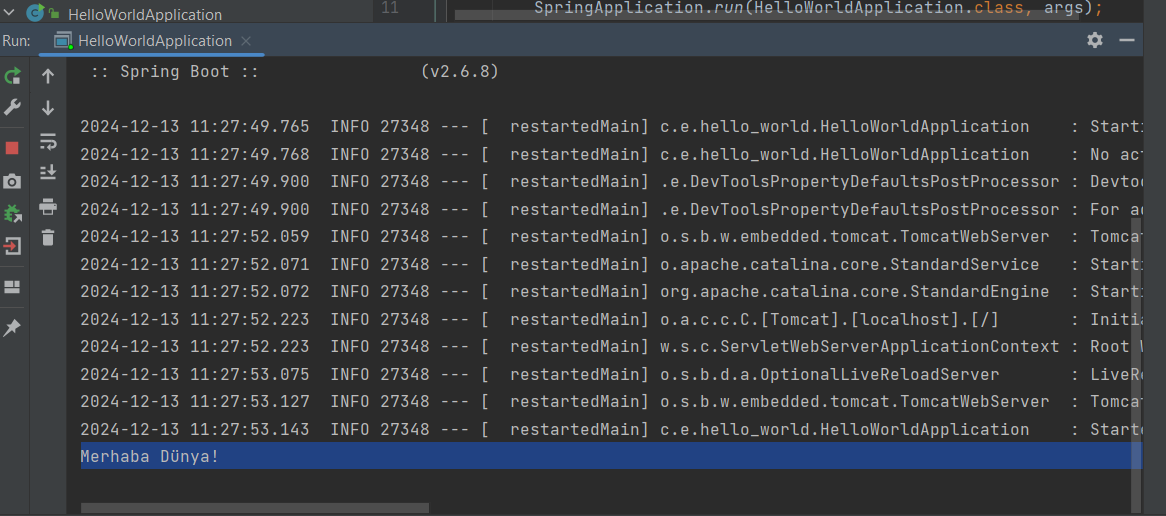 HelloWorldApplication
11 SpringApplication.run(HelloWorldApplication.class, args);
Run: HelloWorldApplication
:: Spring Boot :: (v2.6.8)
2024-12-13 11:27:49.765 INFO 27348 --- [ restartedMain] c.e.hello_world.HelloWorldApplication : Starti
2024-12-13 11:27:49.768 INFO 27348 --- [ restartedMain] c.e.hello_world.HelloWorldApplication : No act
2024-12-13 11:27:49.900 INFO 27348 --- [ restartedMain] .e.DevToolsPropertyDefaultsPostProcessor : Devtoo
2024-12-13 11:27:49.900 INFO 27348 --- [ restartedMain] .e.DevToolsPropertyDefaultsPostProcessor : For ad
2024-12-13 11:27:52.059 INFO 27348 --- [ restartedMain] o.s.b.w.embedded.tomcat.TomcatWebServer : Tomcat
2024-12-13 11:27:52.071 INFO 27348 --- [ restartedMain] o.apache.catalina.core.StandardService : Starti
2024-12-13 11:27:52.072 INFO 27348 --- [ restartedMain] org.apache.catalina.core.StandardEngine : Starti
2024-12-13 11:27:52.223 INFO 27348 --- [ restartedMain] o.a.c.c.C.[Tomcat].[localhost].[/] : Initia
2024-12-13 11:27:52.223 INFO 27348 --- [ restartedMain] w.s.c.ServletWebServerApplicationContext : Root W
2024-12-13 11:27:53.075 INFO 27348 --- [ restartedMain] o.s.b.d.a.OptionalLiveReloadServer : LiveRe
2024-12-13 11:27:53.127 INFO 27348 --- [ restartedMain] o.s.b.w.embedded.tomcat.TomcatWebServer : Tomcat
2024-12-13 11:27:53.143 INFO 27348 --- [ restartedMain] c.e.hello_world.HelloWorldApplication : Starte
Merhaba Dünya!